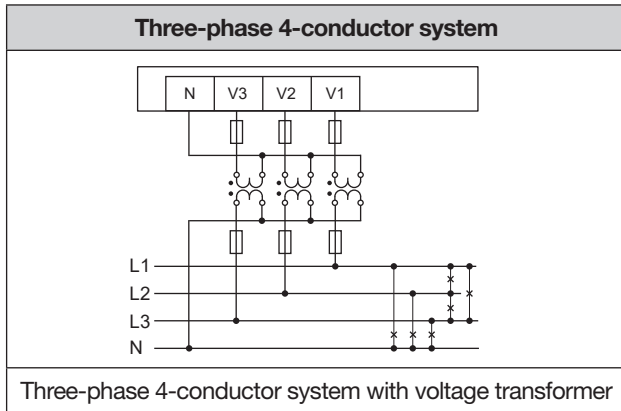 Three-phase 4-conductor system
N V3 V2 V1
L1
L2
L3
N
Three-phase 4-conductor system with voltage transformer